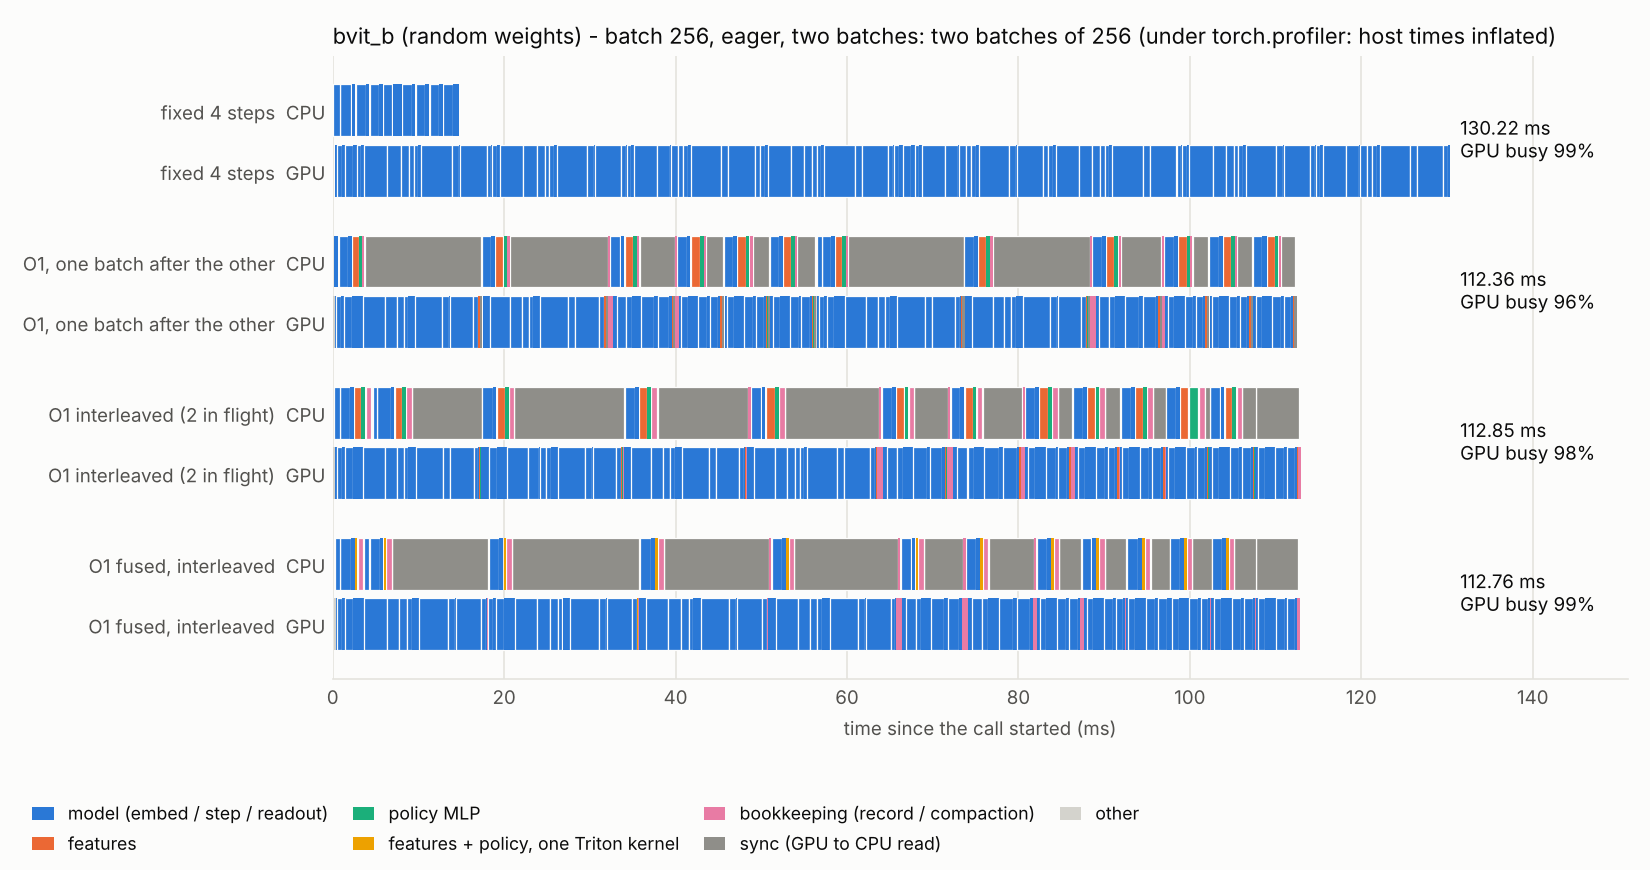 bvit_b (random weights) - batch 256, eager, two batches: two batches of 256 (under torch.profiler: host times inflated)
fixed 4 steps CPU
130.22 ms
GPU busy 99%
fixed 4 steps GPU
O1, one batch after the other CPU
112.36 ms
GPU busy 96%
O1, one batch after the other GPU
O1 interleaved (2 in flight) CPU
112.85 ms
GPU busy 98%
O1 interleaved (2 in flight) GPU
O1 fused, interleaved CPU
112.76 ms
GPU busy 99%
O1 fused, interleaved GPU
0 20 40 60 80 100 120 140
time since the call started (ms)
model (embed / step / readout)
policy MLP
bookkeeping (record / compaction)
other
features
features + policy, one Triton kernel
sync (GPU to CPU read)